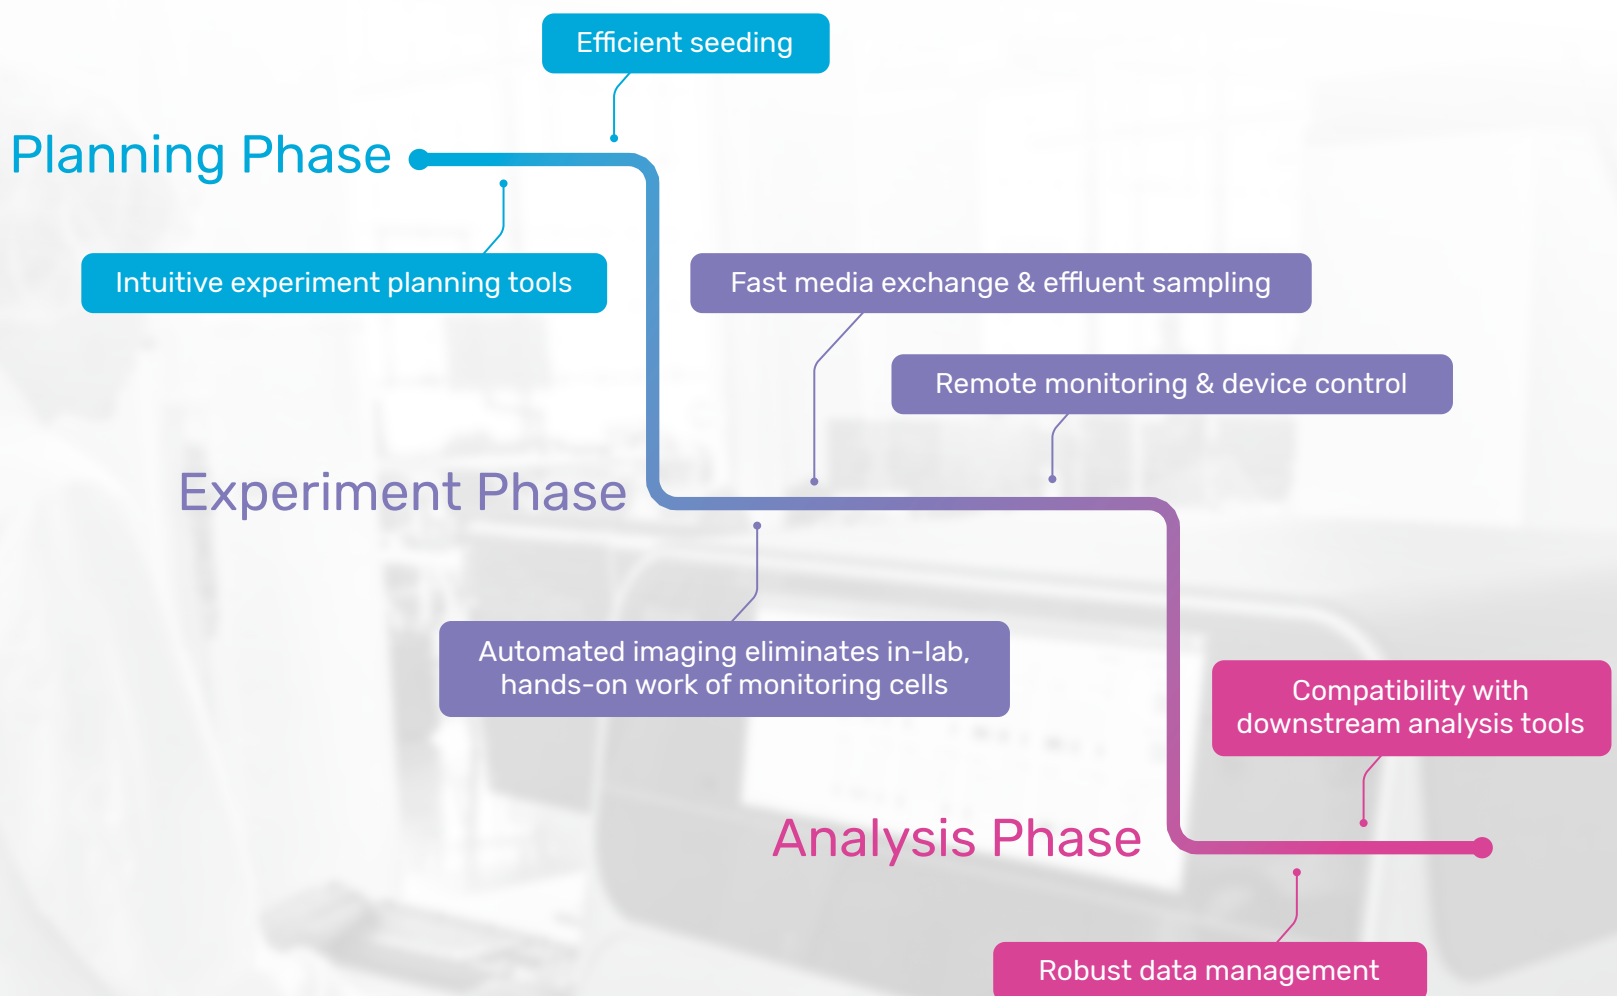 Efficient seeding
Planning Phase
Intuitive experiment planning tools
Fast media exchange & effluent sampling
Remote monitoring & device control
Experiment Phase
Automated imaging eliminates in-lab,
hands-on work of monitoring cells
Compatibility with
downstream analysis tools
Analysis Phase
Robust data management